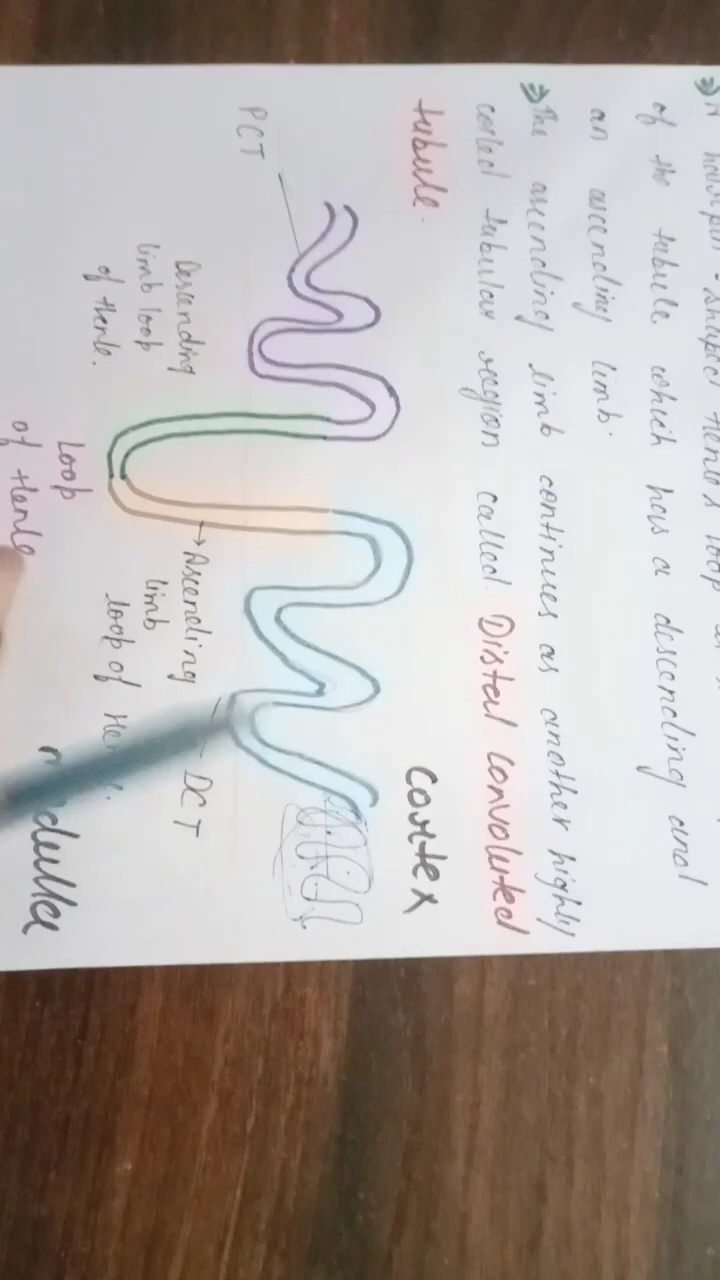 of the tubule which has a descending and
an ascending limb.
⇒ The ascending limb continues as another highly
coiled tubular region called Distal convoluted
tubule.
cortex
PCT
Descending
limb loop
of Henle.
→ Ascending
limb
loop of
DCT
Loop
of Henle